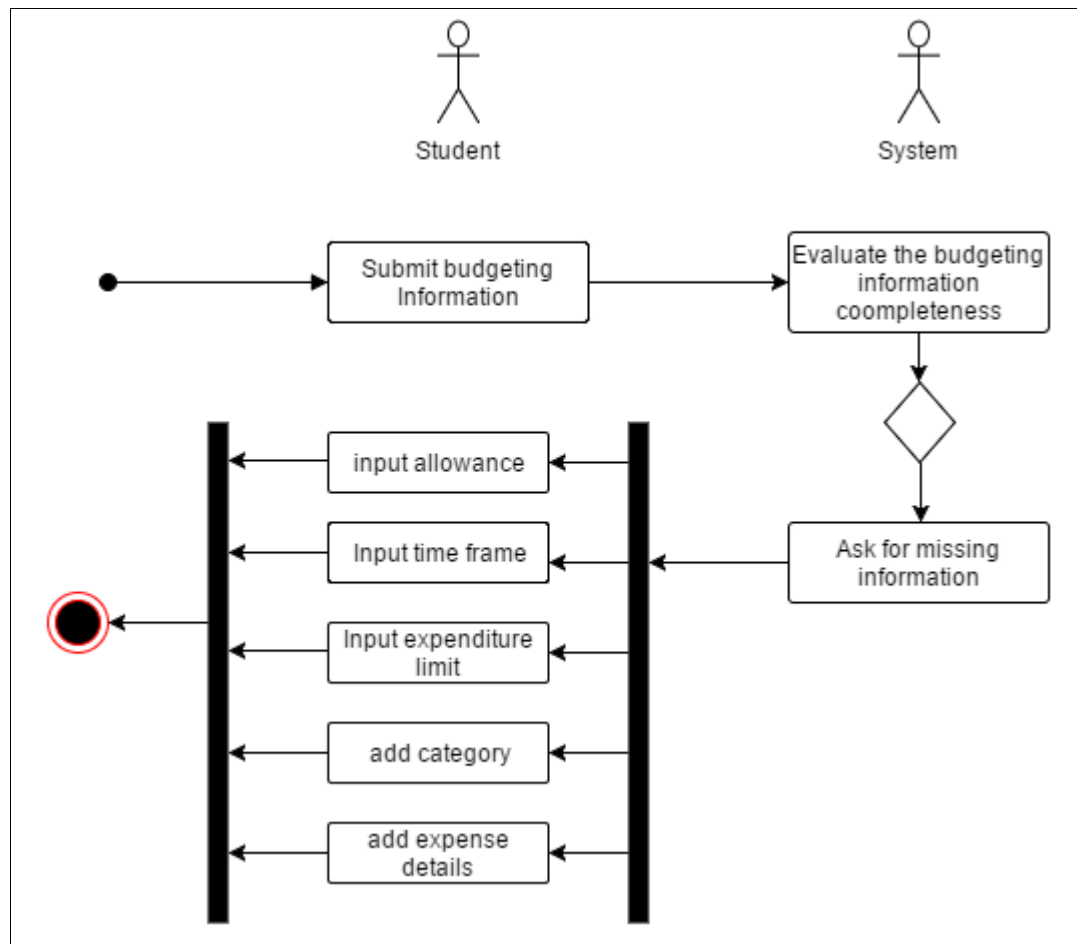 Student
System
Submit budgeting
Information
Evaluate the budgeting
information
coompleteness
input allowance
Input time frame
Ask for missing
information
Input expenditure
limit
add category
add expense
details